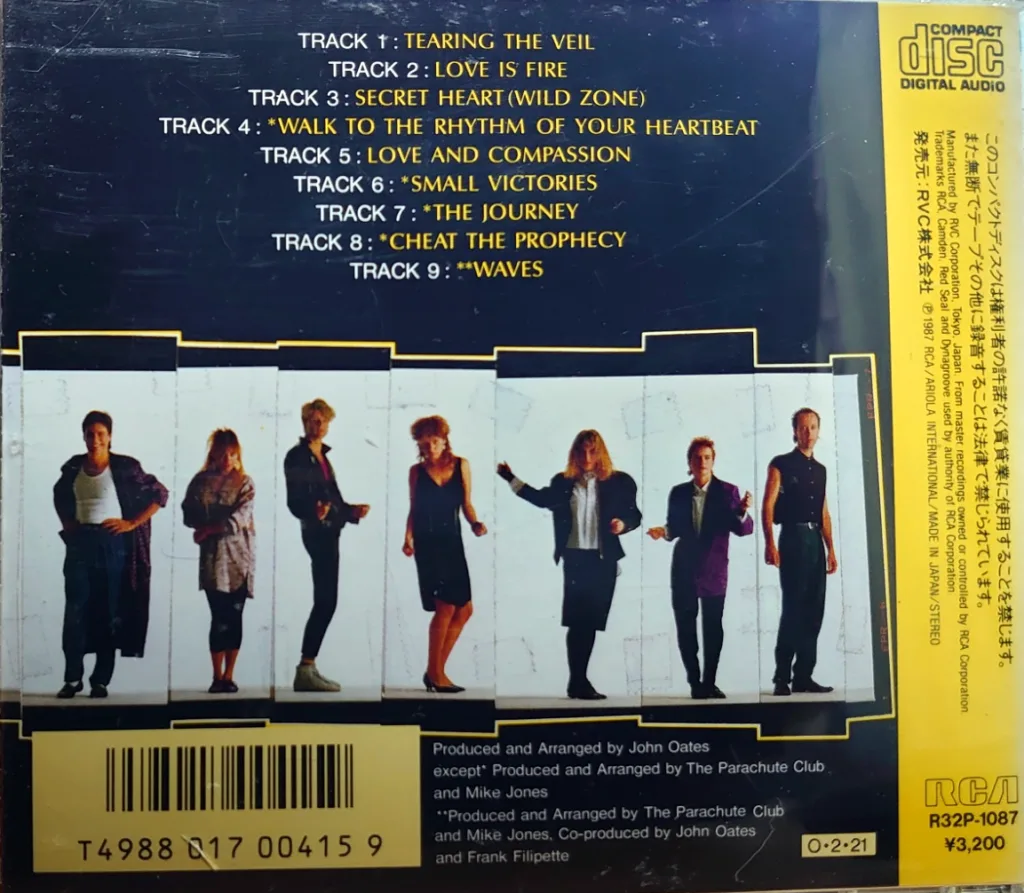 TRACK 1: TEARING THE VEIL
TRACK 2: LOVE IS FIRE
TRACK 3: SECRET HEART (WILD ZONE)
TRACK 4: *WALK TO THE RHYTHM OF YOUR HEARTBEAT
TRACK 5: LOVE AND COMPASSION
TRACK 6: *SMALL VICTORIES
TRACK 7: *THE JOURNEY
TRACK 8: *CHEAT THE PROPHECY
TRACK 9: **WAVES
T4988 017 00415 9
Produced and Arranged by John Oates
except* Produced and Arranged by The Parachute Club
and Mike Jones
**Produced and Arranged by The Parachute Club
and Mike Jones, Co-produced by John Oates
and Frank Filipette
O•2•21
COMPACT
disc
DIGITAL AUDIO
このコンパクトディスクは権利者の許諾なく賃貸業に使用することを禁じます。
また無断でテープその他に録音することは法律で禁じられています。
Manufactured by RVC Corporation, Tokyo, Japan. From master recordings owned or controlled by RCA Corporation
Trademarks RCA, Camden, Red Seal and Dynagroove used by authority of RCA Corporation
発売元:RVC株式会社 Ⓟ1987 RCA/ARIOLA INTERNATIONAL/MADE IN JAPAN/STEREO
RCA
R32P-1087
¥3,200